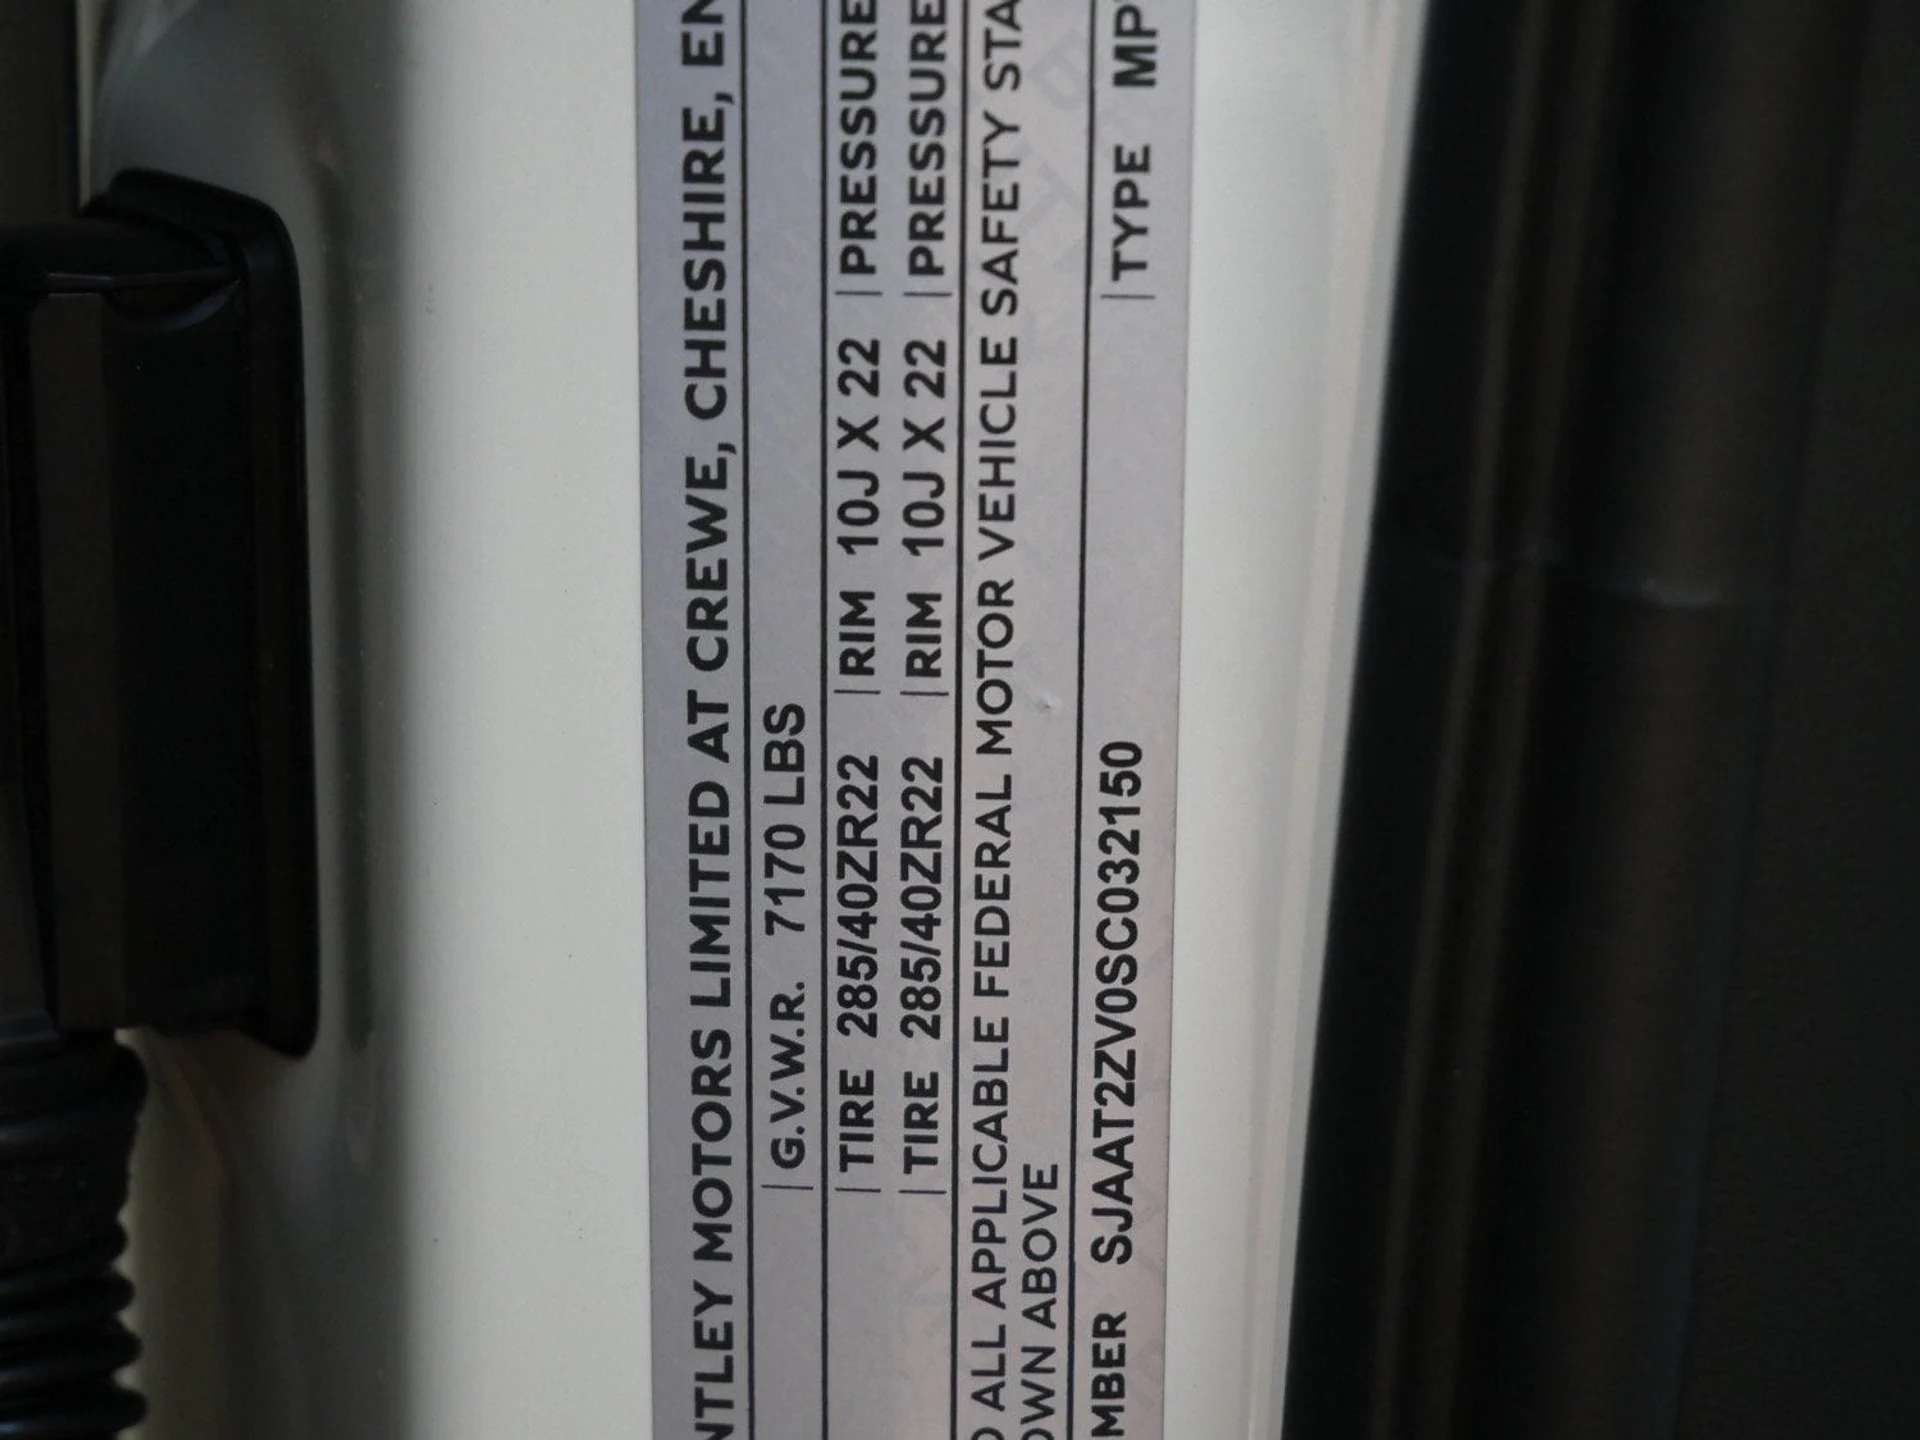 NTLEY MOTORS LIMITED AT CREWE, CHESHIRE, EN
G.V.W.R. 7170 LBS
TIRE 285/40ZR22 | RIM 10J X 22 | PRESSURE
TIRE 285/40ZR22 | RIM 10J X 22 | PRESSURE
O ALL APPLICABLE FEDERAL MOTOR VEHICLE SAFETY STA
OWN ABOVE
MBER SJAAT2ZV0SC032150 | TYPE MP